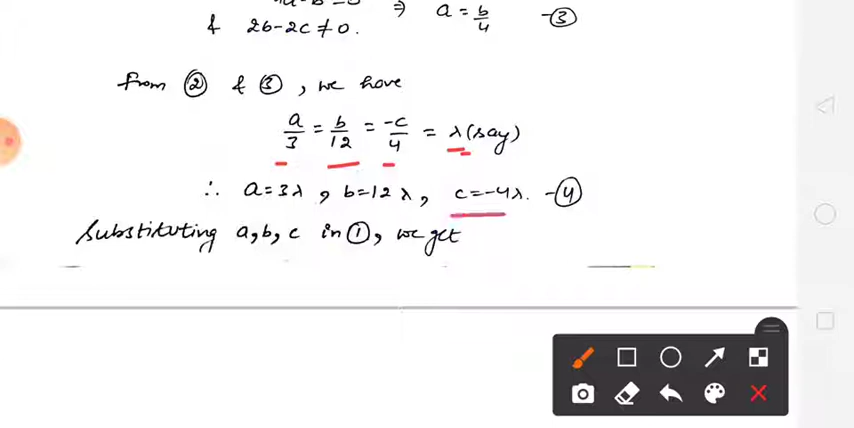 ⇒ a = b/4 -③
& 2b-2c≠0.
from ② & ③, we have
a/3 = b/12 = -c/4 = λ(say)
∴ a=3λ, b=12λ, c=-4λ. -④
Substituting a,b,c in ①, we get